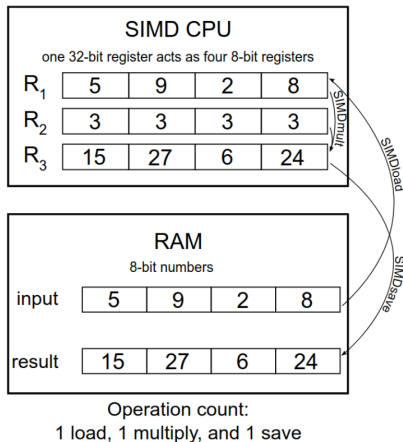 SIMD CPU
one 32-bit register acts as four 8-bit registers
R1 5 9 2 8
R2 3 3 3 3
R3 15 27 6 24
SIMDmult
SIMDload
RAM
8-bit numbers
SIMDsave
input 5 9 2 8
result 15 27 6 24
Operation count:
1 load, 1 multiply, and 1 save